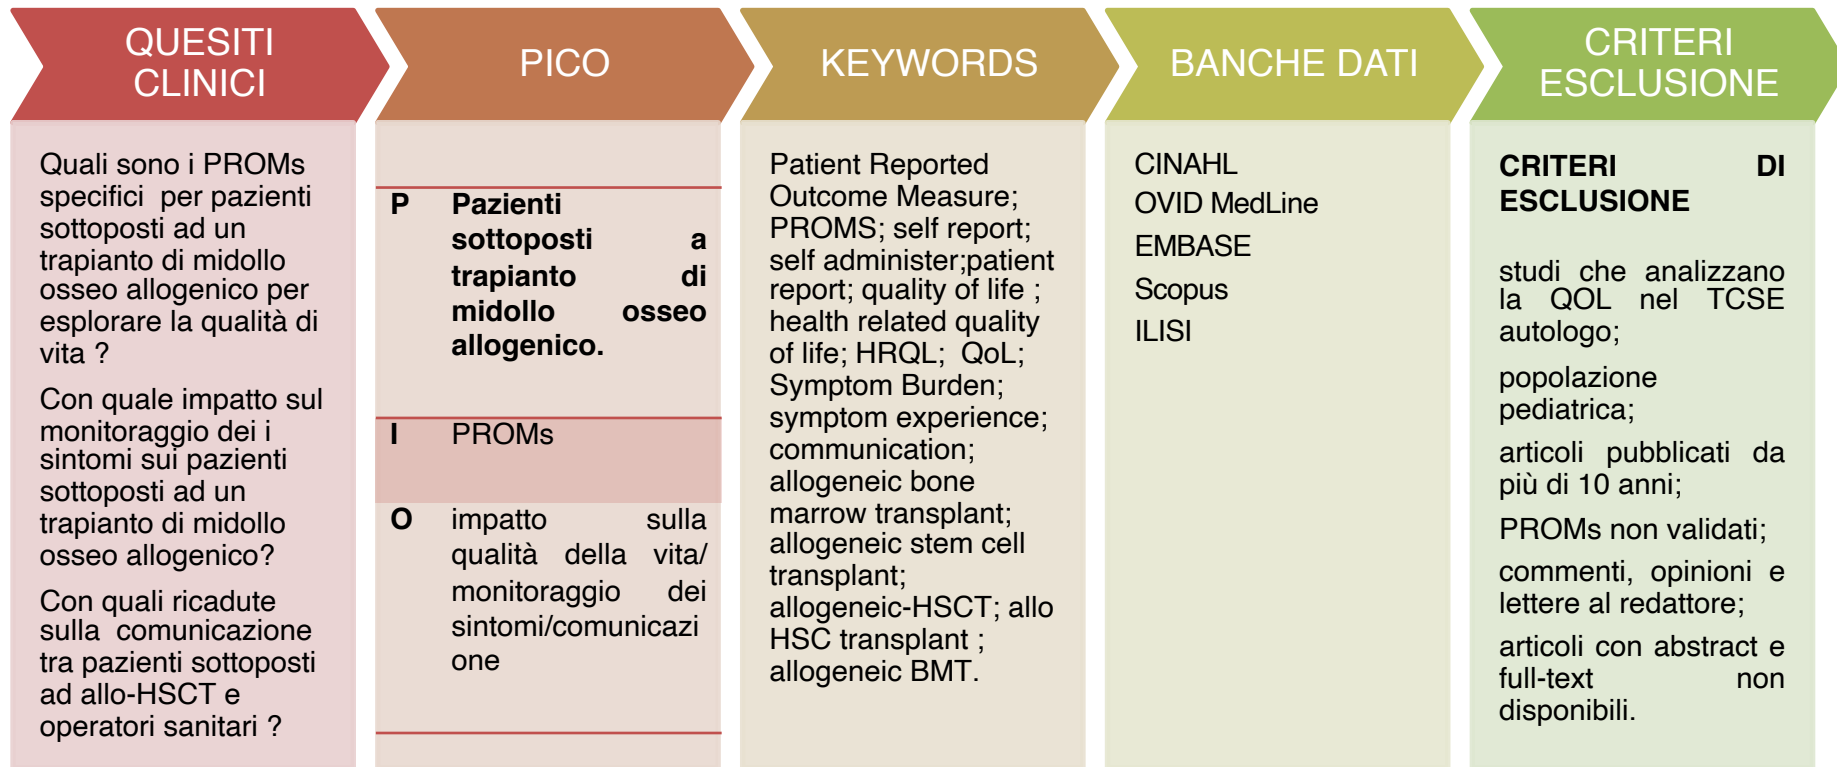 QUESITI
CLINICI
Quali sono i PROMs
specifici per pazienti
sottoposti ad un
trapianto di midollo
osseo allogenico per
esplorare la qualità di
vita ?
Con quale impatto sul
monitoraggio dei i
sintomi sui pazienti
sottoposti ad un
trapianto di midollo
osseo allogenico?
Con quali ricadute
sulla comunicazione
tra pazienti sottoposti
ad allo-HSCT e
operatori sanitari ?
PICO
P Pazienti
sottoposti a
trapianto di
midollo osseo
allogenico.
I PROMs
O impatto sulla
qualità della vita/
monitoraggio dei
sintomi/comunicazi
one
KEYWORDS
Patient Reported
Outcome Measure;
PROMS; self report;
self administer;patient
report; quality of life ;
health related quality
of life; HRQL; QoL;
Symptom Burden;
symptom experience;
communication;
allogeneic bone
marrow transplant;
allogeneic stem cell
transplant;
allogeneic-HSCT; allo
HSC transplant ;
allogeneic BMT.
BANCHE DATI
CINAHL
OVID MedLine
EMBASE
Scopus
ILISI
CRITERI
ESCLUSIONE
CRITERI DI
ESCLUSIONE
studi che analizzano
la QOL nel TCSE
autologo;
popolazione
pediatrica;
articoli pubblicati da
più di 10 anni;
PROMs non validati;
commenti, opinioni e
lettere al redattore;
articoli con abstract e
full-text non
disponibili.